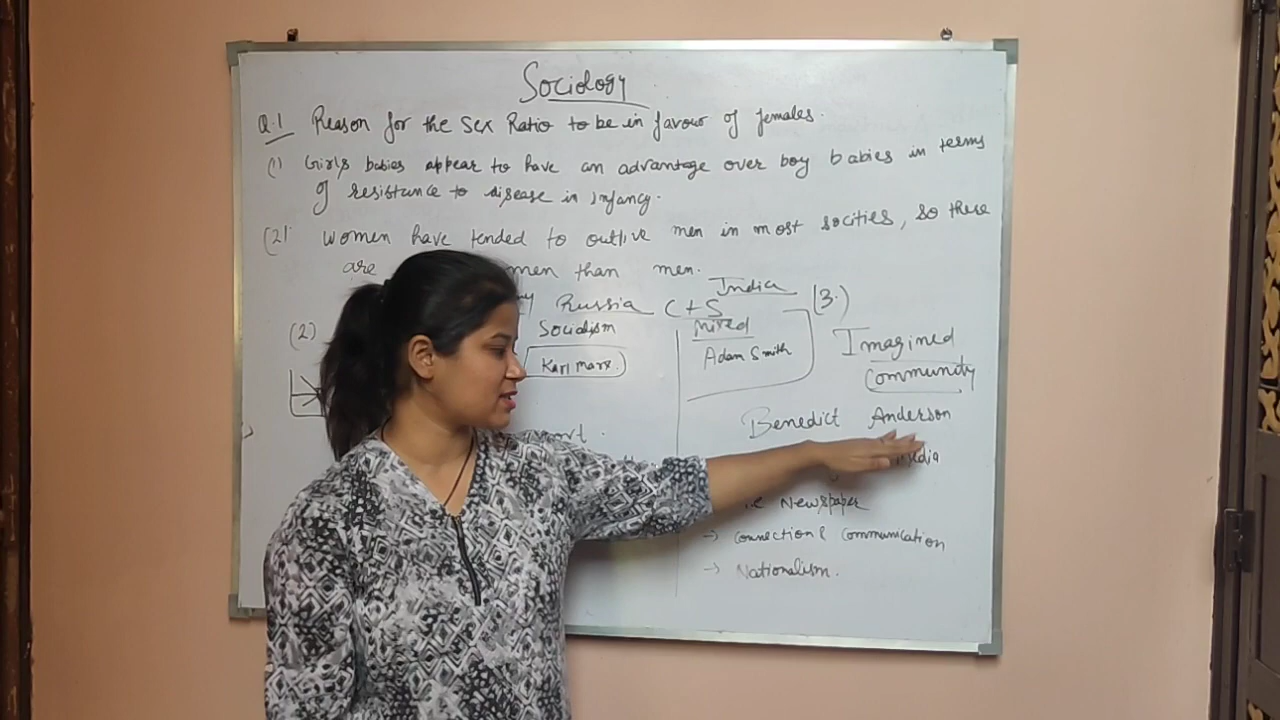 Sociology
Q.1 Reason for the Sex Ratio to be in favour of females.
(1) Girls babies appear to have an advantage over boy babies in terms
of resistance to disease in infancy.
(2) Women have tended to outlive men in most socities, so there
are men than men.
Russia C+S India
(2) Socialism Mixed
Karl Marx. Adam Smith
(3.)
Imagined
Community
Benedict Anderson
Newspaper
→ Connection & Communication
→ Nationalism.